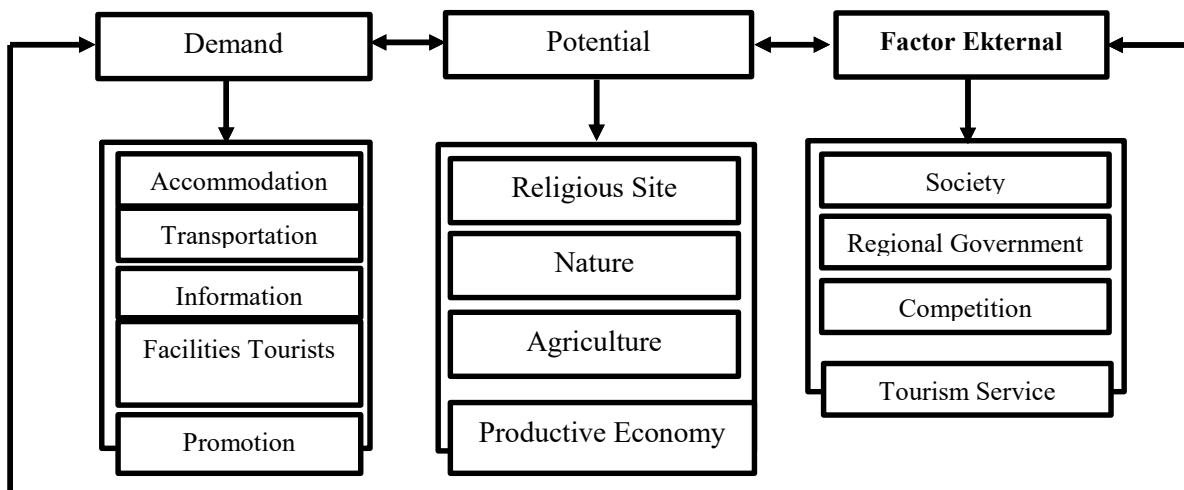 Demand
Potential
Factor Ekternal
Accommodation
Transportation
Information
Facilities Tourists
Promotion
Religious Site
Nature
Agriculture
Productive Economy
Society
Regional Government
Competition
Tourism Service